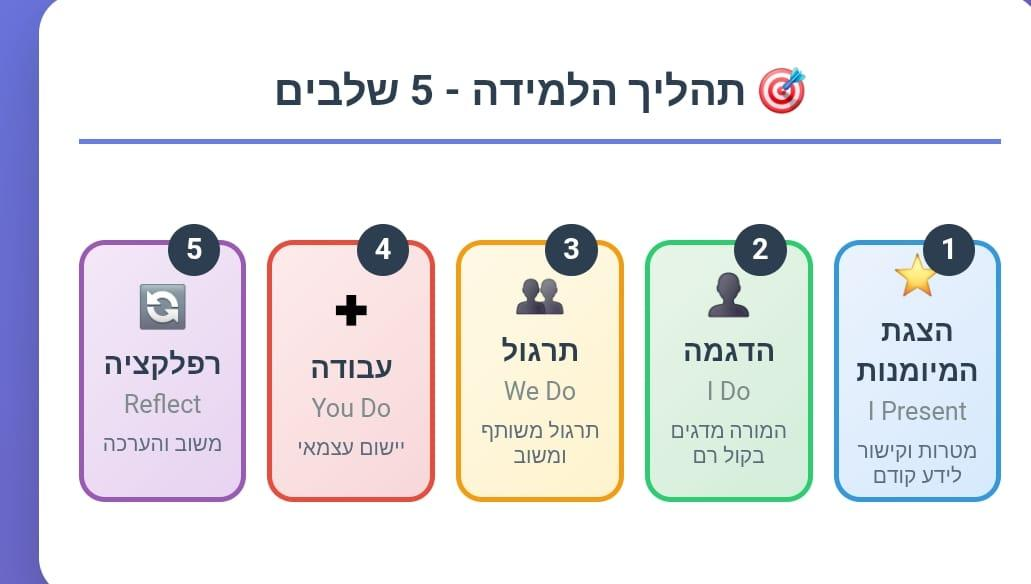 🎯 תהליך הלמידה - 5 שלבים
1
הצגת
המיומנות
I Present
מטרות וקישור
לידע קודם
2
הדגמה
I Do
המורה מדגים
בקול רם
3
תרגול
We Do
תרגול משותף
ומשוב
4
עבודה
You Do
יישום עצמאי
5
רפלקציה
Reflect
משוב והערכה